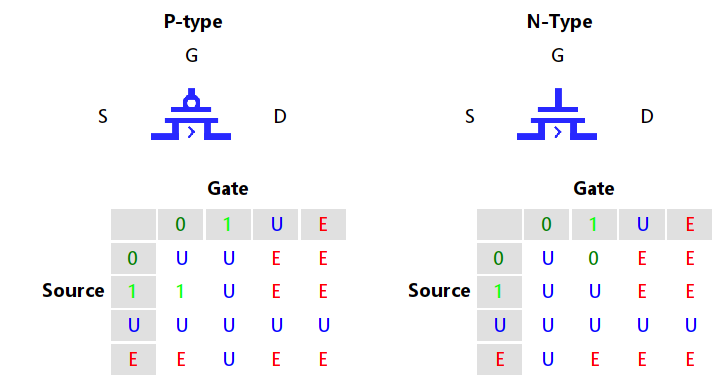 P-type N-Type
G G
S D S D
Gate Gate
0 1 U E 0 1 U E
0 U U E E 0 U 0 E E
Source 1 1 U E E Source 1 U U E E
U U U U U U U U U U
E E U E E E U E E E